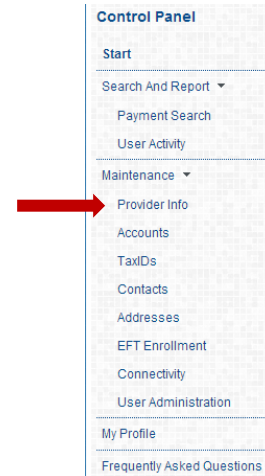 Control Panel
Start
Search And Report
Payment Search
User Activity
Maintenance
Provider Info
Accounts
TaxIDs
Contacts
Addresses
EFT Enrollment
Connectivity
User Administration
My Profile
Frequently Asked Questions